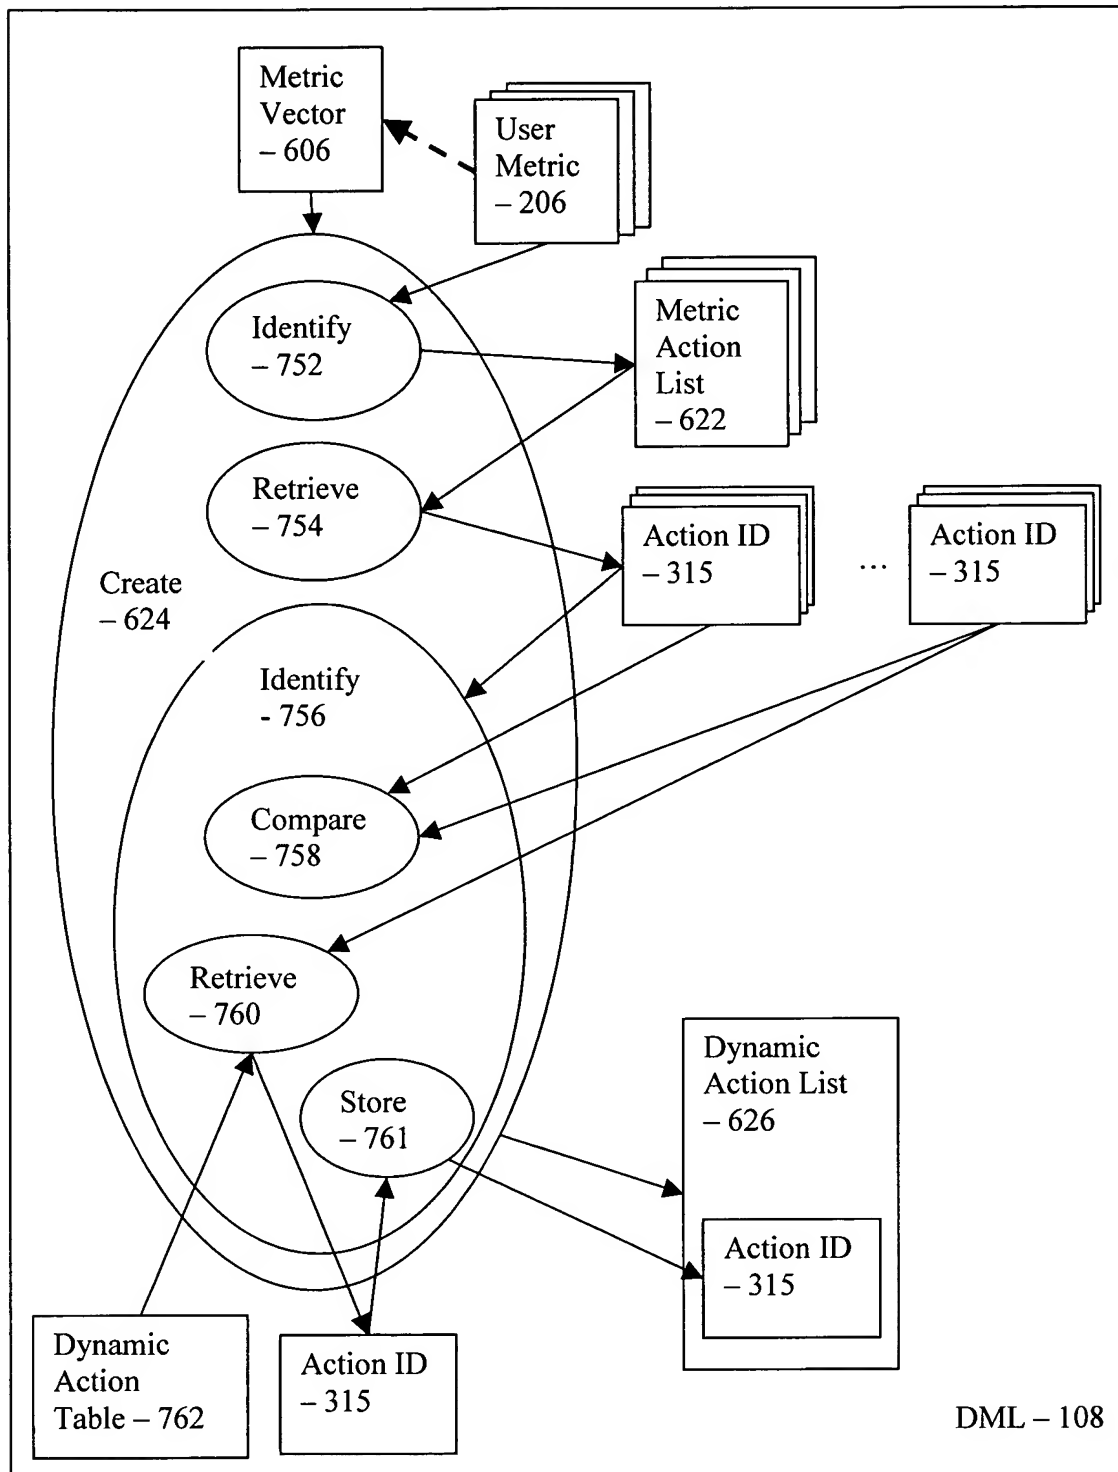 Metric
Vector
– 606
User
Metric
– 206
Identify
– 752
Metric
Action
List
– 622
Retrieve
– 754
Action ID
– 315
...
Action ID
– 315
Create
– 624
Identify
- 756
Compare
– 758
Retrieve
– 760
Store
– 761
Dynamic
Action List
– 626
Action ID
– 315
Dynamic
Action
Table – 762
Action ID
– 315
DML – 108